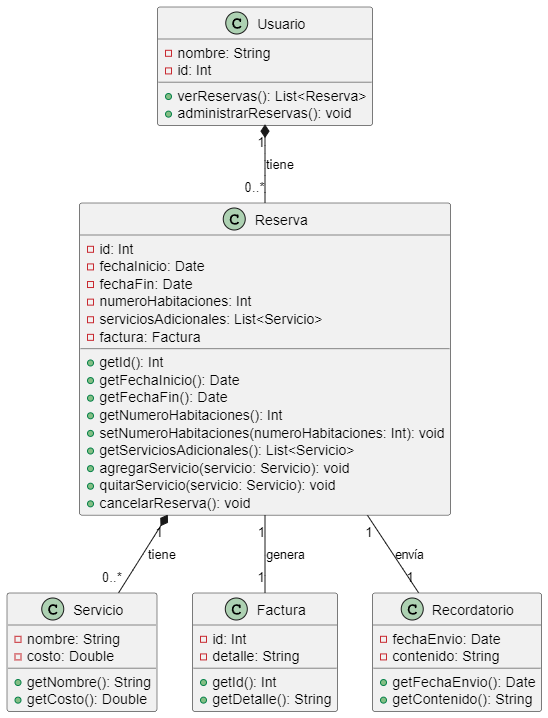 C Usuario
nombre: String
id: Int
verReservas(): List<Reserva>
administrarReservas(): void
1
tiene
0..*
C Reserva
id: Int
fechaInicio: Date
fechaFin: Date
numeroHabitaciones: Int
serviciosAdicionales: List<Servicio>
factura: Factura
getId(): Int
getFechaInicio(): Date
getFechaFin(): Date
getNumeroHabitaciones(): Int
setNumeroHabitaciones(numeroHabitaciones: Int): void
getServiciosAdicionales(): List<Servicio>
agregarServicio(servicio: Servicio): void
quitarServicio(servicio: Servicio): void
cancelarReserva(): void
1 1 1
tiene genera envía
0..* 1 1
C Servicio
nombre: String
costo: Double
getNombre(): String
getCosto(): Double
C Factura
id: Int
detalle: String
getId(): Int
getDetalle(): String
C Recordatorio
fechaEnvio: Date
contenido: String
getFechaEnvio(): Date
getContenido(): String